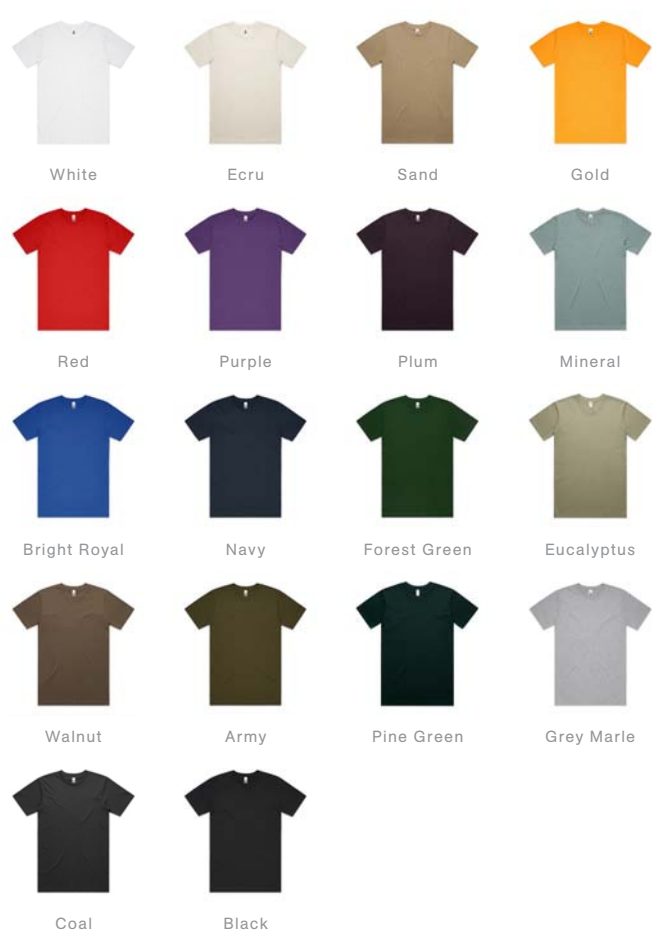 White
Ecru
Sand
Gold
Red
Purple
Plum
Mineral
Bright Royal
Navy
Forest Green
Eucalyptus
Walnut
Army
Pine Green
Grey Marle
Coal
Black